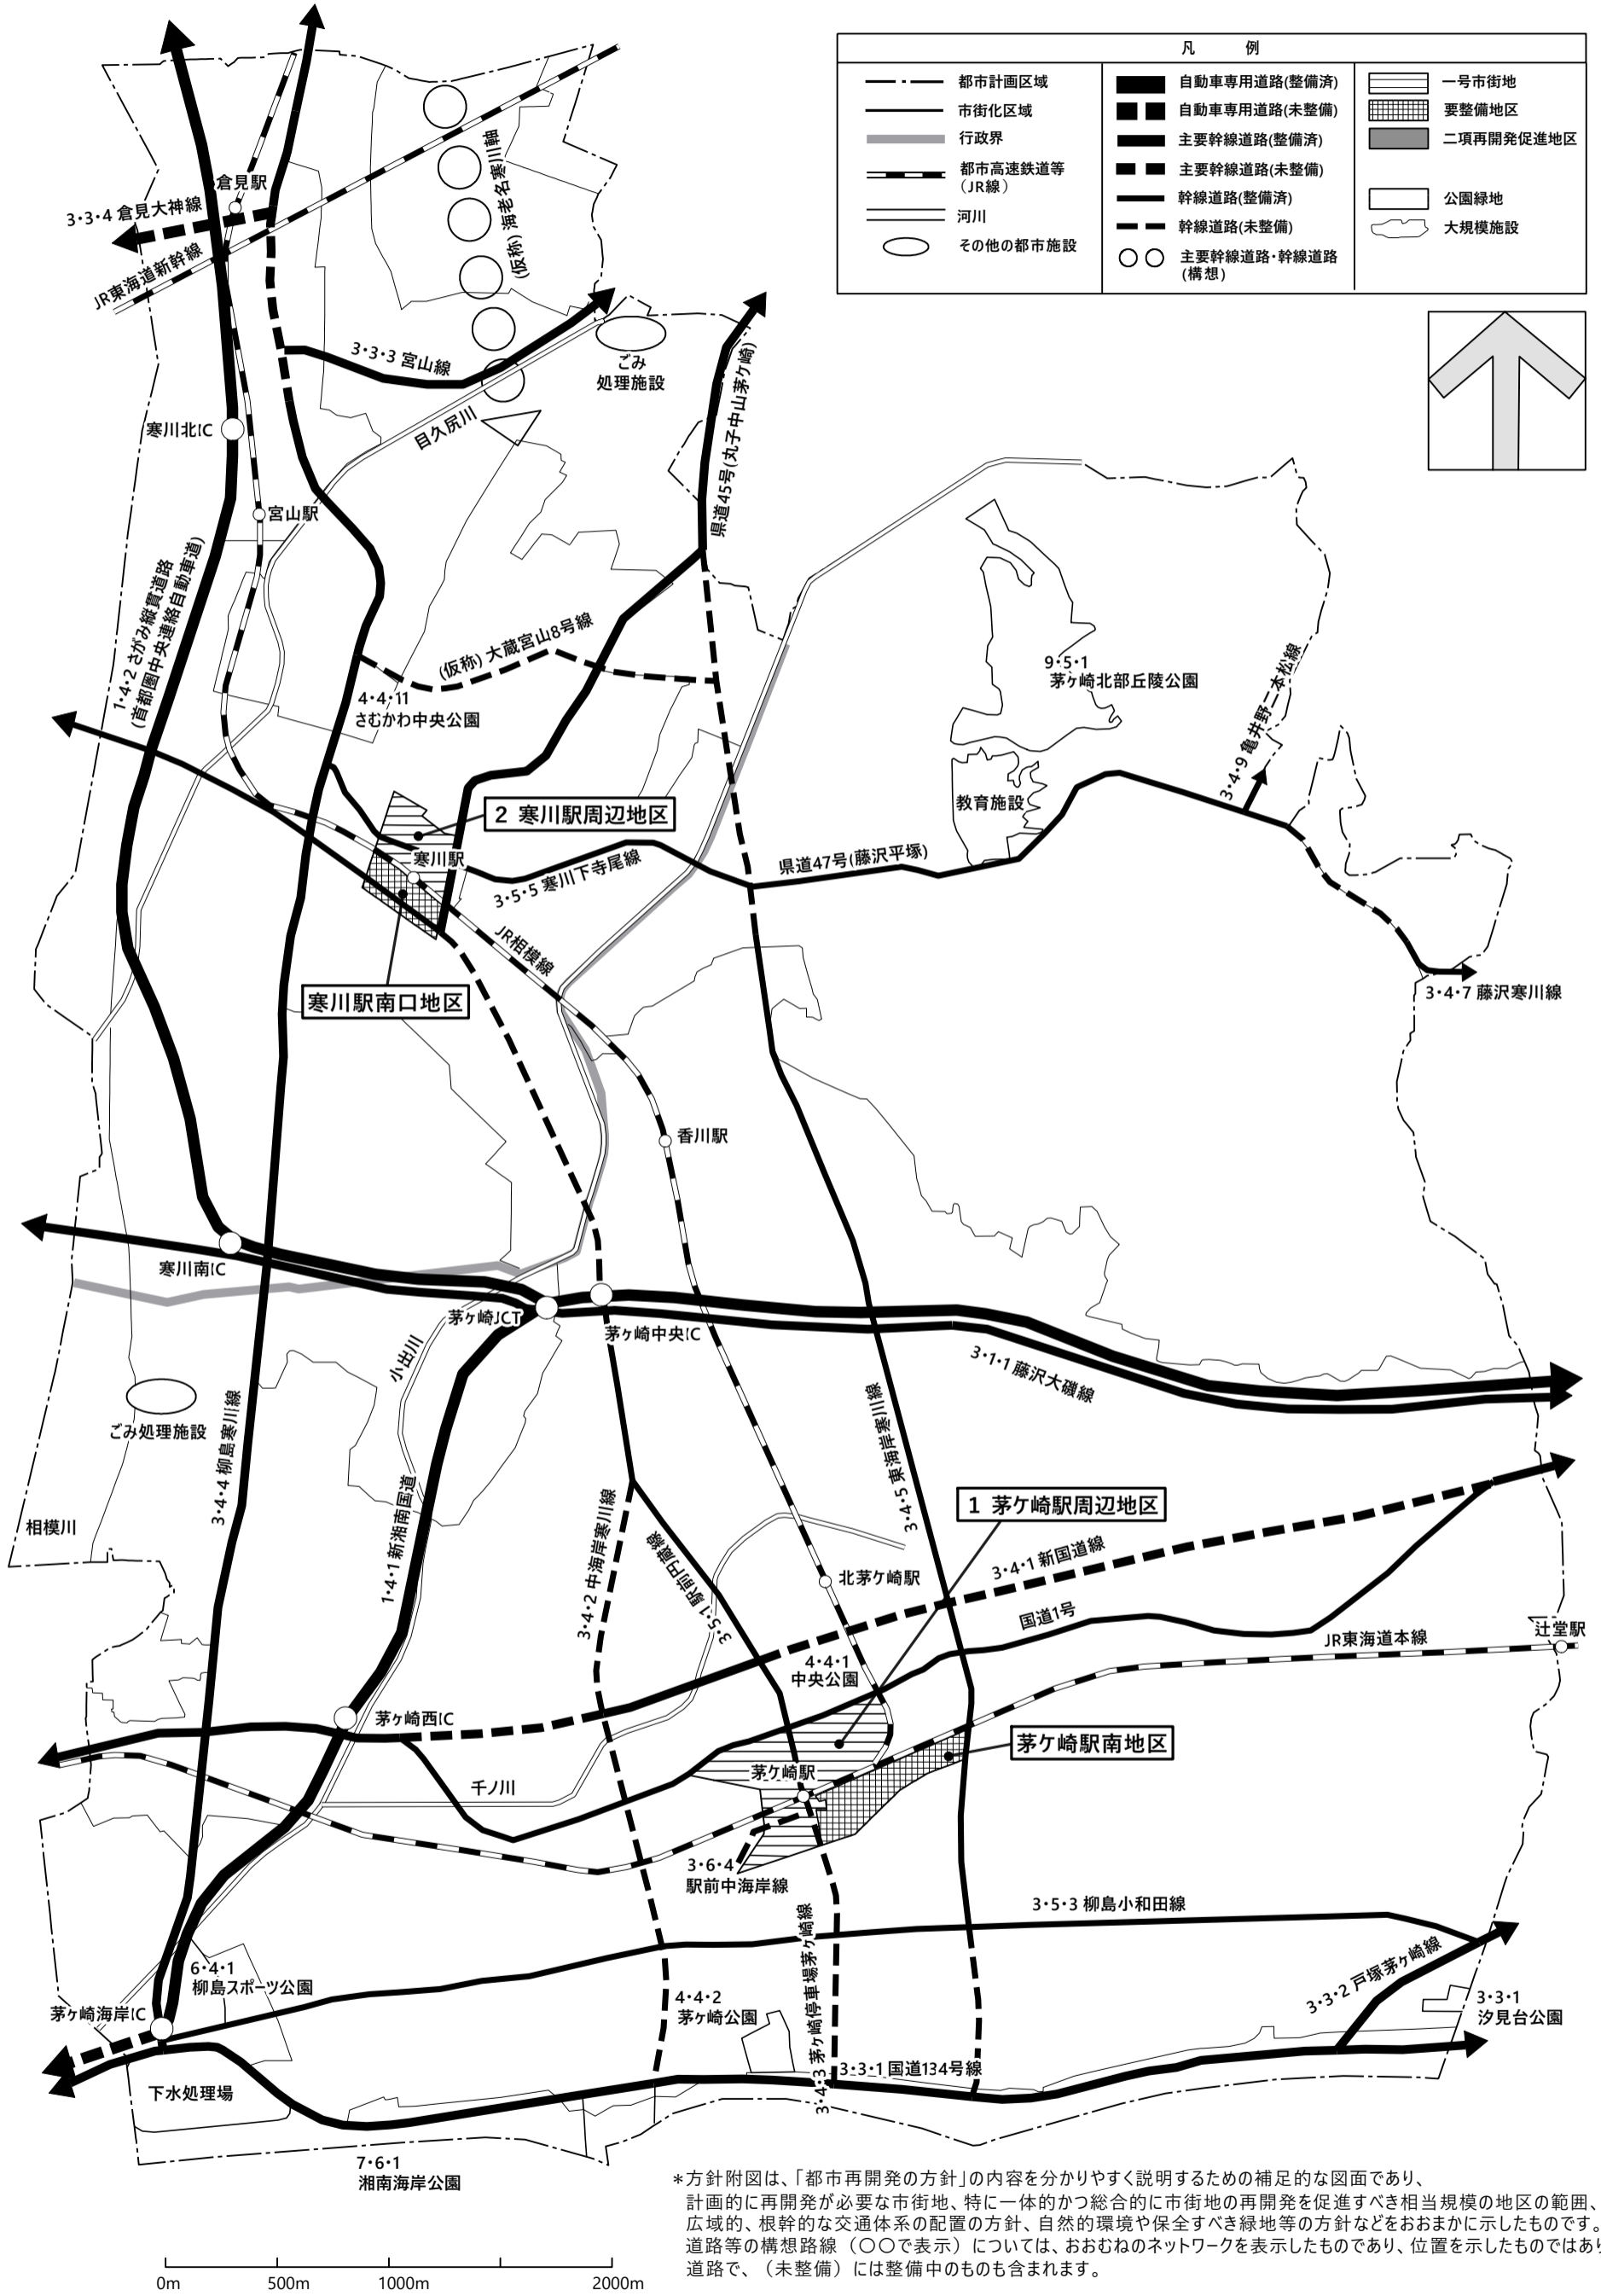 凡例
都市計画区域
市街化区域
行政界
都市高速鉄道等
(JR線)
河川
その他の都市施設
自動車専用道路(整備済)
自動車専用道路(未整備)
主要幹線道路(整備済)
主要幹線道路(未整備)
幹線道路(整備済)
幹線道路(未整備)
主要幹線道路・幹線道路
(構想)
一号市街地
要整備地区
二項再開発促進地区
公園緑地
大規模施設
倉見駅
3・3・4 倉見大神線
JR東海道新幹線
(仮称) 海老名寒川軸
3・3・3 宮山線
ごみ
処理施設
寒川北IC
目久尻川
県道45号(丸子中山茅ケ崎)
宮山駅
1・4・2 さがみ縦貫道路
(首都圏中央連絡自動車道)
(仮称) 大蔵宮山8号線
4・4・11
さむかわ中央公園
9・5・1
茅ヶ崎北部丘陵公園
3・4・9 亀井野二本松線
教育施設
2 寒川駅周辺地区
寒川駅
3・5・5 寒川下寺尾線
県道47号(藤沢平塚)
JR相模線
寒川駅南口地区
3・4・7 藤沢寒川線
香川駅
寒川南IC
茅ヶ崎JCT
茅ヶ崎中央IC
小出川
3・1・1 藤沢大磯線
ごみ処理施設
3・4・4 柳島寒川線
3・4・5 東海岸寒川線
1・4・1 新湘南国道
相模川
3・4・2 中海岸寒川線
3・5・1 駅前円蔵線
1 茅ケ崎駅周辺地区
北茅ケ崎駅
3・4・1 新国道線
国道1号
辻堂駅
JR東海道本線
4・4・1
中央公園
茅ヶ崎西IC
茅ケ崎駅南地区
茅ケ崎駅
千ノ川
3・6・4
駅前中海岸線
3・5・3 柳島小和田線
6・4・1
柳島スポーツ公園
茅ヶ崎海岸IC
4・4・2
茅ヶ崎公園
3・4・3 茅ヶ崎停車場茅ヶ崎線
3・3・2 戸塚茅ヶ崎線
3・3・1
汐見台公園
3・3・1 国道134号線
下水処理場
7・6・1
湘南海岸公園
*方針附図は、「都市再開発の方針」の内容を分かりやすく説明するための補足的な図面であり、
計画的に再開発が必要な市街地、特に一体的かつ総合的に市街地の再開発を促進すべき相当規模の地区の範囲、
広域的、根幹的な交通体系の配置の方針、自然的環境や保全すべき緑地等の方針などをおおまかに示したものです。
道路等の構想路線(〇〇で表示)については、おおむねのネットワークを表示したものであり、位置を示したものではあり
道路で、(未整備)には整備中のものも含まれます。
0m 500m 1000m 2000m